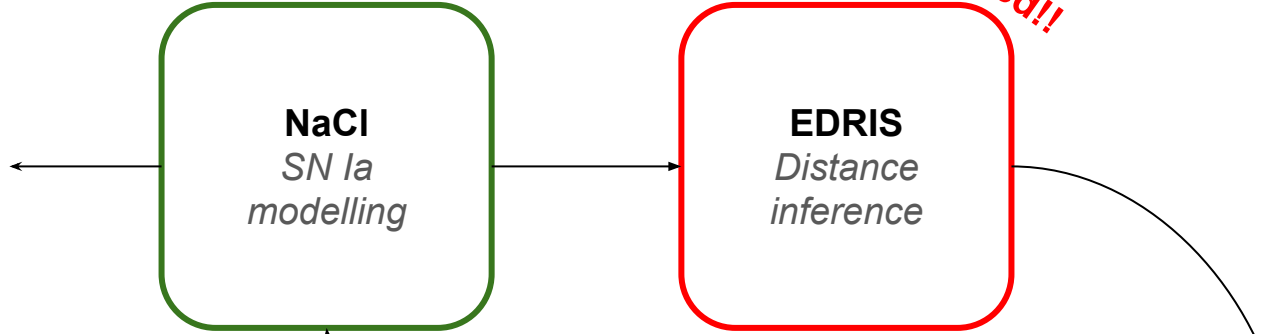 NaCl
SN Ia
modelling
EDRIS
Distance
inference